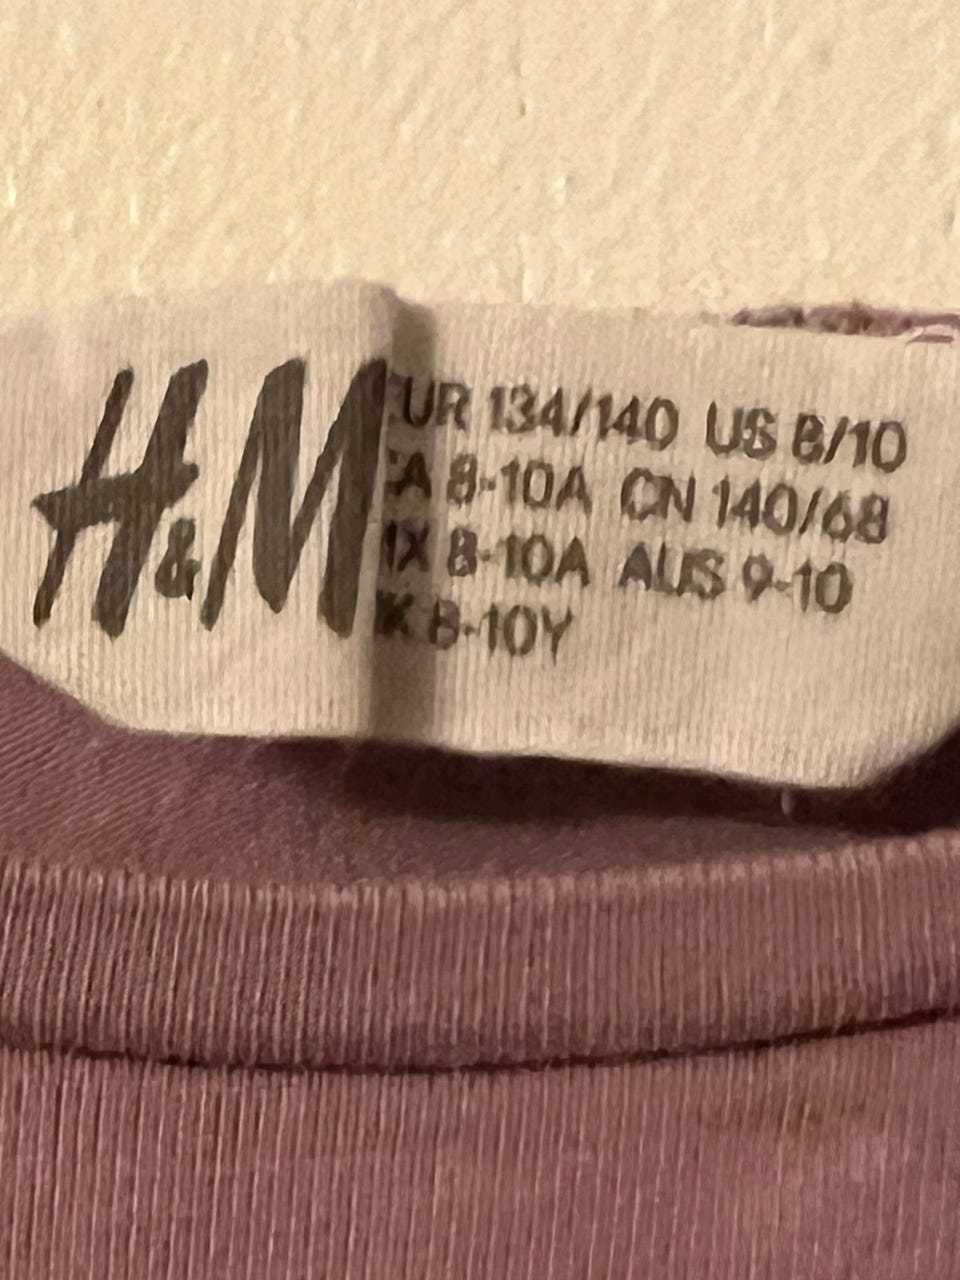 H&M
UR 134/140 US 8/10
A 8-10A CN 140/68
X 8-10A AUS 9-10
K 8-10Y